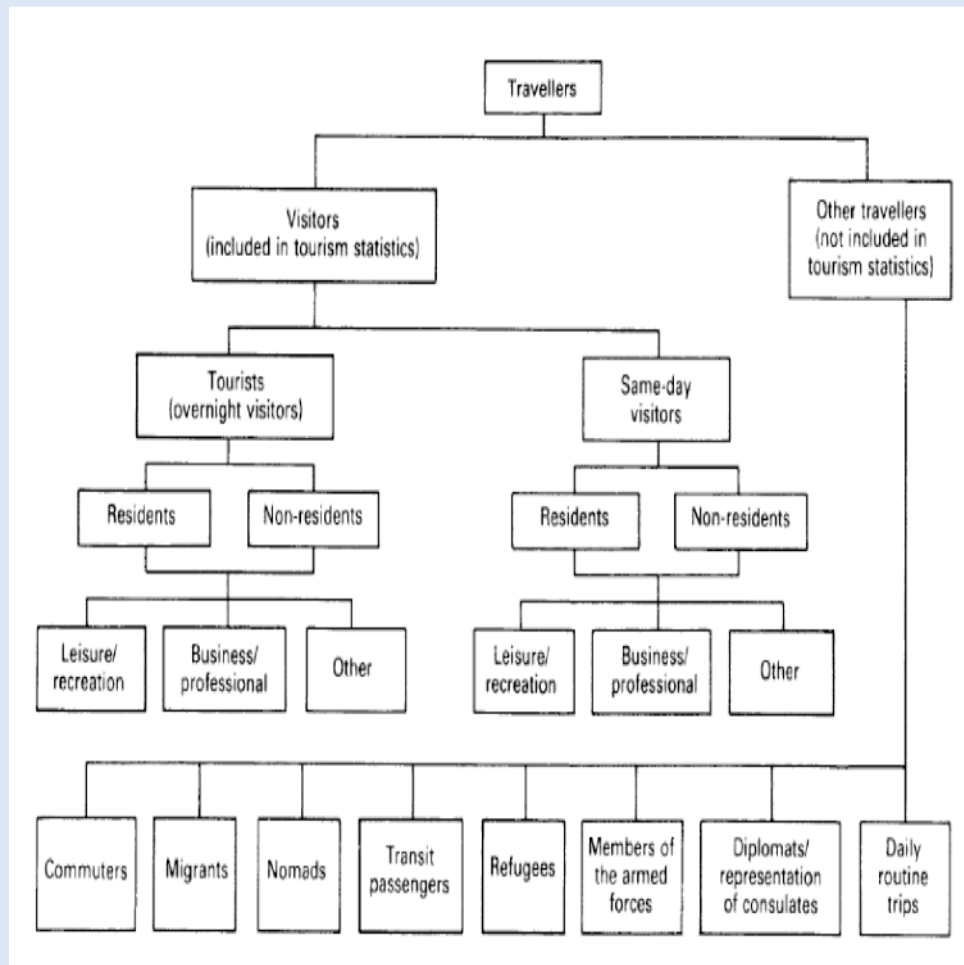 Travellers
Visitors
(included in tourism statistics)
Other travellers
(not included in
tourism statistics)
Tourists
(overnight visitors)
Same-day
visitors
Residents
Non-residents
Residents
Non-residents
Leisure/
recreation
Business/
professional
Other
Leisure/
recreation
Business/
professional
Other
Commuters
Migrants
Nomads
Transit
passengers
Refugees
Members of
the armed
forces
Diplomats/
representation
of consulates
Daily
routine
trips